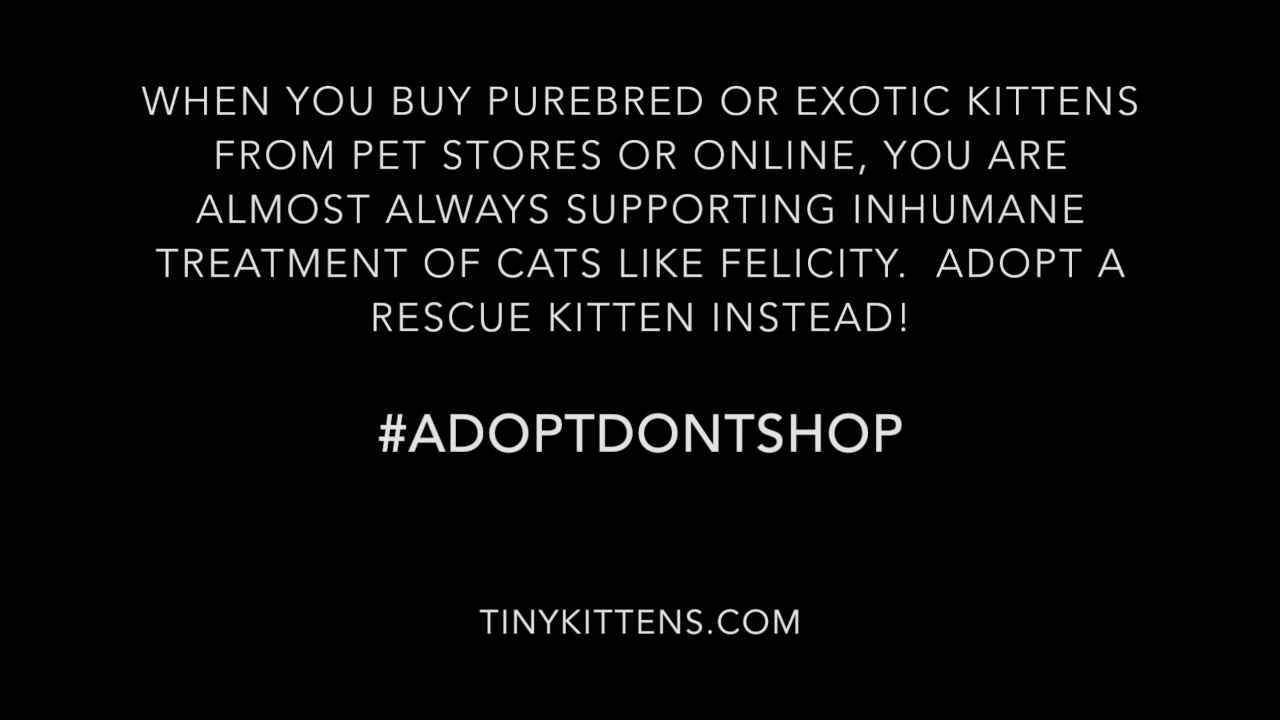 WHEN YOU BUY PUREBRED OR EXOTIC KITTENS
FROM PET STORES OR ONLINE, YOU ARE
ALMOST ALWAYS SUPPORTING INHUMANE
TREATMENT OF CATS LIKE FELICITY.  ADOPT A
RESCUE KITTEN INSTEAD!
#ADOPTDONTSHOP
TINYKITTENS.COM